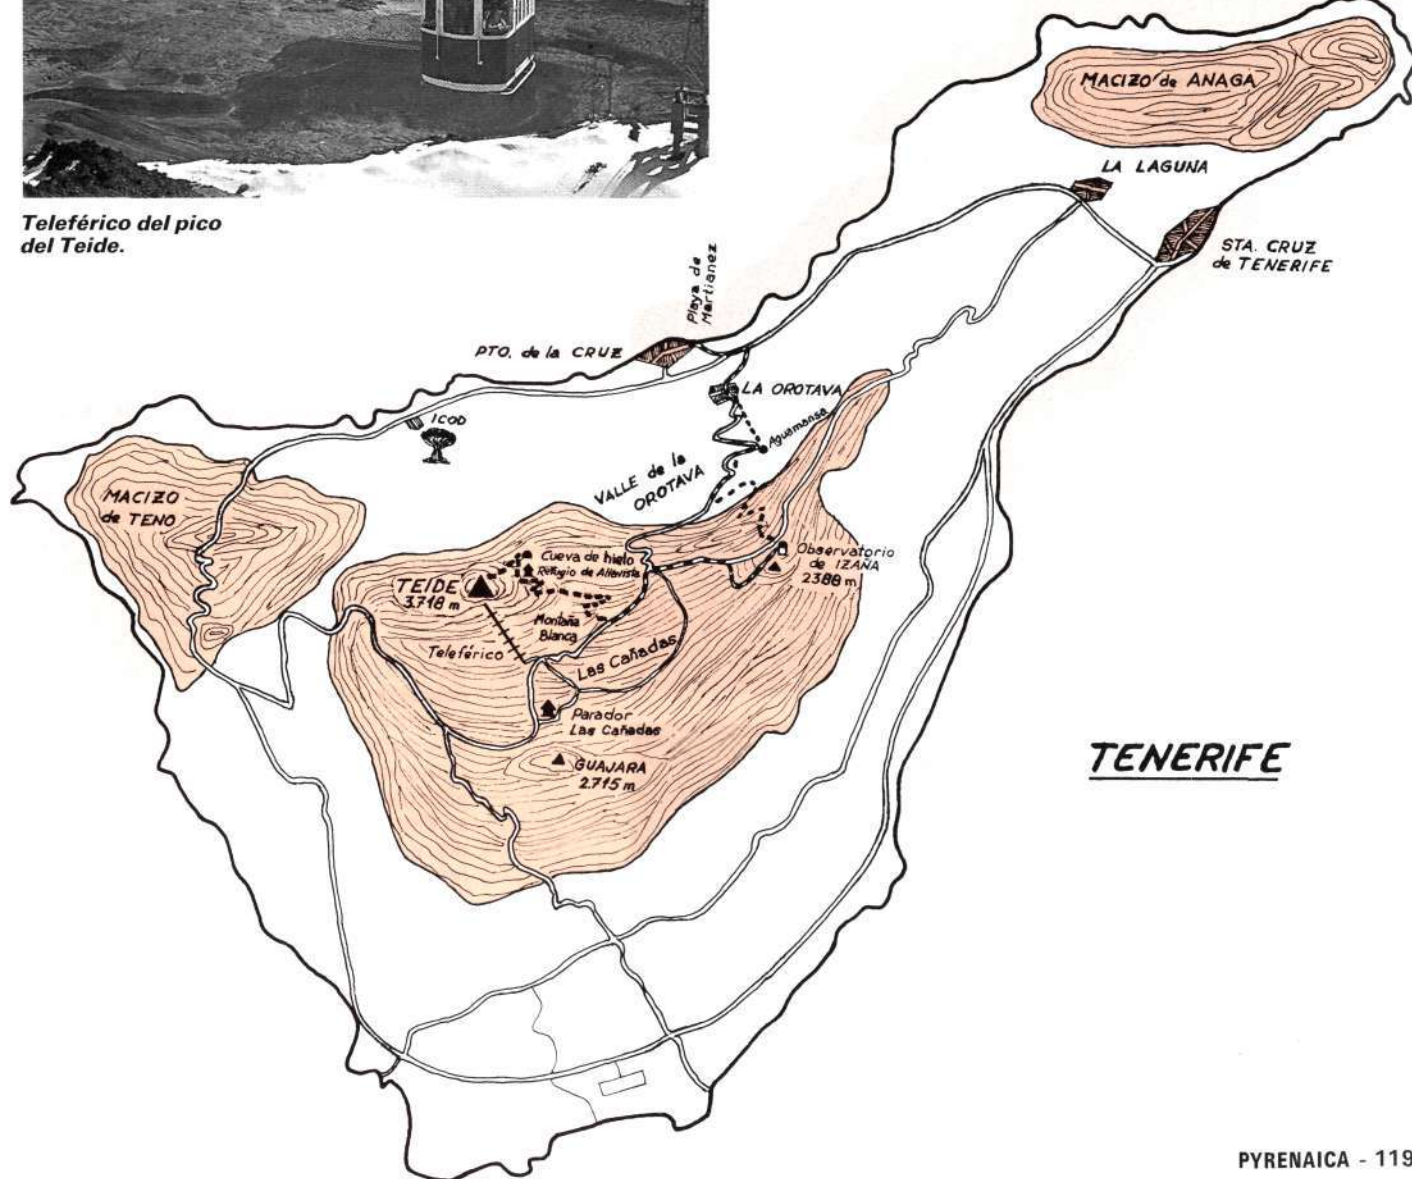 Teleférico del pico
del Teide.
MACIZO de ANAGA
LA LAGUNA
STA. CRUZ
de TENERIFE
Playa de
Martianez
PTO. de la CRUZ
LA OROTAVA
Aguamansa
ICOD
VALLE de la
OROTAVA
MACIZO
de TENO
Cueva de hielo
Refugio de Altavista
TEIDE
3.718 m
Observatorio
de IZAÑA
2388 m
Montaña
Blanca
Teleférico
Las Cañadas
Parador
Las Cañadas
GUAJARA
2.715 m
TENERIFE
PYRENAICA - 119